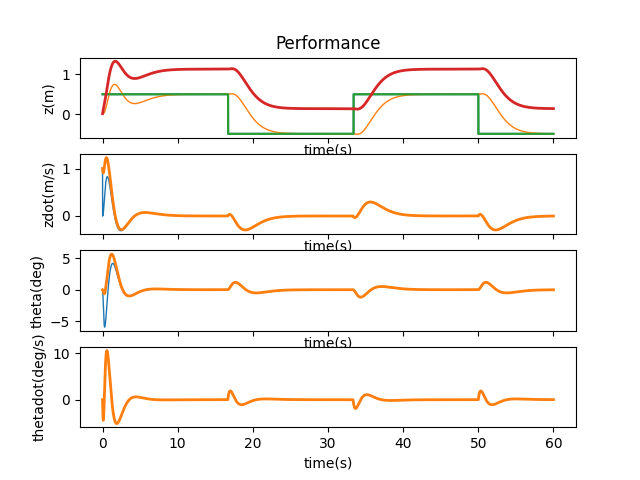 Performance
z(m)
1
0
time(s)
zdot(m/s)
1
0
time(s)
theta(deg)
5
0
−5
time(s)
thetadot(deg/s)
10
0
0 10 20 30 40 50 60
time(s)